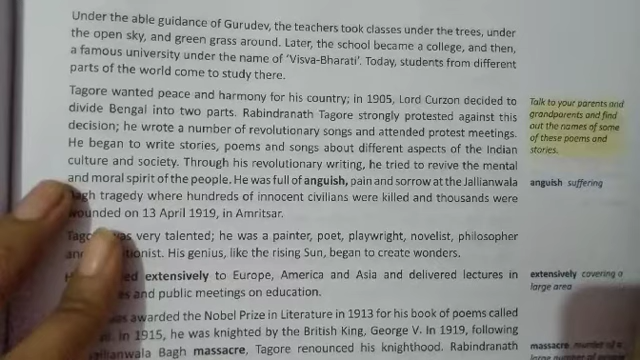 Under the able guidance of Gurudev, the teachers took classes under the trees, under
the open sky, and green grass around. Later, the school became a college, and then,
a famous university under the name of 'Visva-Bharati'. Today, students from different
parts of the world come to study there.
Tagore wanted peace and harmony for his country; in 1905, Lord Curzon decided to
divide Bengal into two parts. Rabindranath Tagore strongly protested against this
decision; he wrote a number of revolutionary songs and attended protest meetings.
He began to write stories, poems and songs about different aspects of the Indian
culture and society. Through his revolutionary writing, he tried to revive the mental
and moral spirit of the people. He was full of anguish, pain and sorrow at the Jallianwala
tragedy where hundreds of innocent civilians were killed and thousands were
wounded on 13 April 1919, in Amritsar.
was very talented; he was a painter, poet, playwright, novelist, philosopher
His genius, like the rising Sun, began to create wonders.
extensively to Europe, America and Asia and delivered lectures in
and public meetings on education.
was awarded the Nobel Prize in Literature in 1913 for his book of poems called
In 1915, he was knighted by the British King, George V. In 1919, following
Bagh massacre, Tagore renounced his knighthood. Rabindranath
Talk to your parents and
grandparents and find
out the names of some
of these poems and
stories.
anguish suffering
extensively covering a
large area
massacre